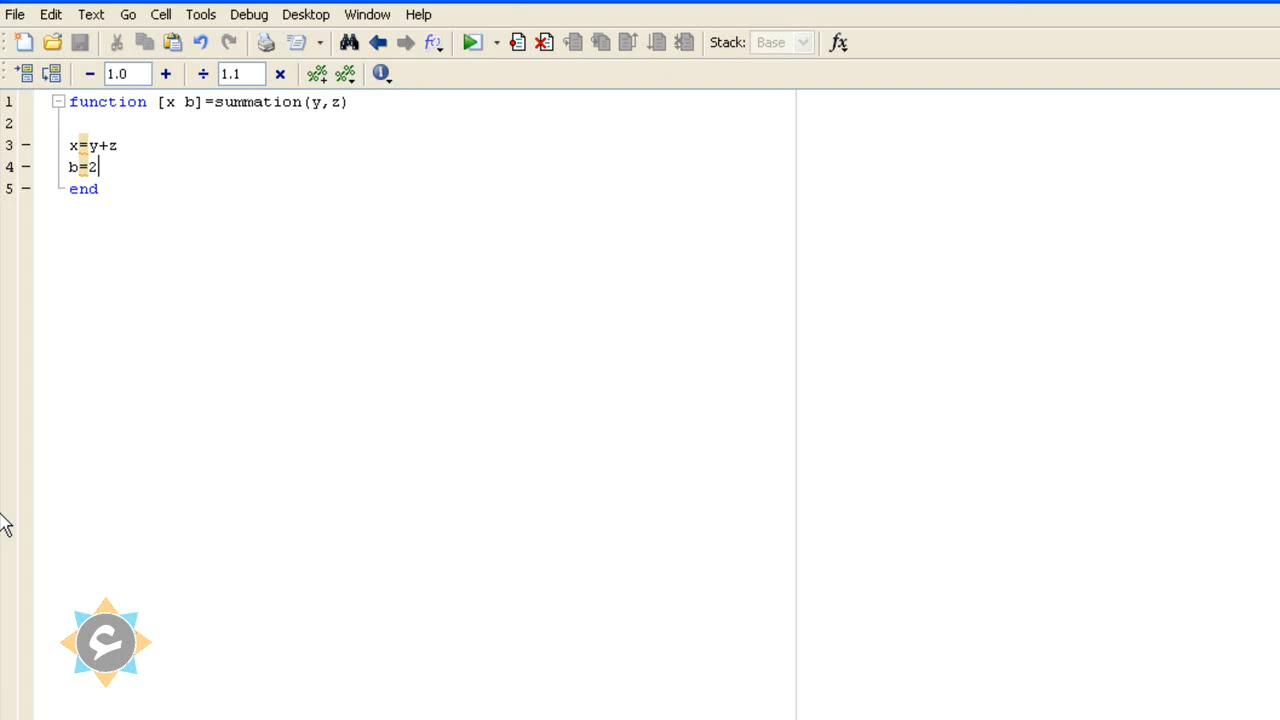 File Edit Text Go Cell Tools Debug Desktop Window Help
Stack: Base fx
− 1.0 + ÷ 1.1 ×
1 function [x b]=summation(y,z)
2
3 x=y+z
4 b=2
5 end
ع